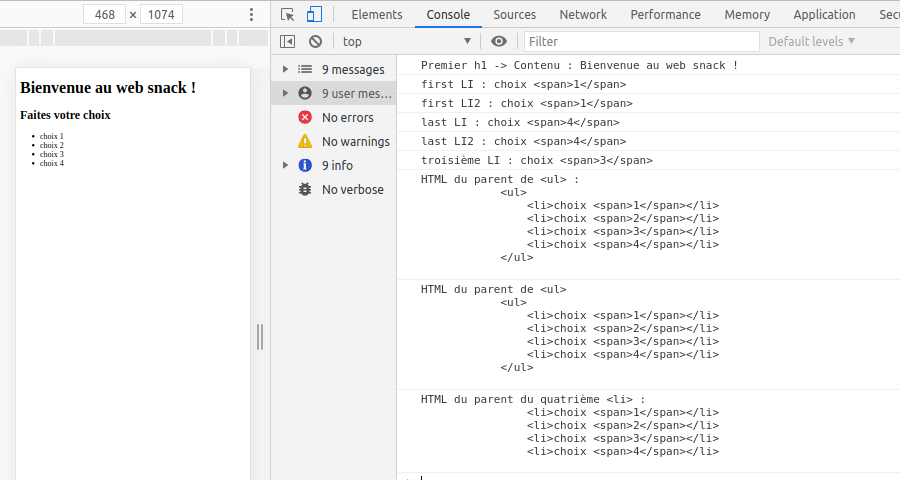 468 × 1074
Elements Console Sources Network Performance Memory Application Secu
top Filter Default levels
Bienvenue au web snack !
Faites votre choix
• choix 1
• choix 2
• choix 3
• choix 4
9 messages
9 user mes...
No errors
No warnings
9 info
No verbose
Premier h1 -> Contenu : Bienvenue au web snack !
first LI : choix <span>1</span>
first LI2 : choix <span>1</span>
last LI : choix <span>4</span>
last LI2 : choix <span>4</span>
troisième LI : choix <span>3</span>
HTML du parent de <ul> :
<ul>
<li>choix <span>1</span></li>
<li>choix <span>2</span></li>
<li>choix <span>3</span></li>
<li>choix <span>4</span></li>
</ul>
HTML du parent de <ul>
<ul>
<li>choix <span>1</span></li>
<li>choix <span>2</span></li>
<li>choix <span>3</span></li>
<li>choix <span>4</span></li>
</ul>
HTML du parent du quatrième <li> :
<li>choix <span>1</span></li>
<li>choix <span>2</span></li>
<li>choix <span>3</span></li>
<li>choix <span>4</span></li>